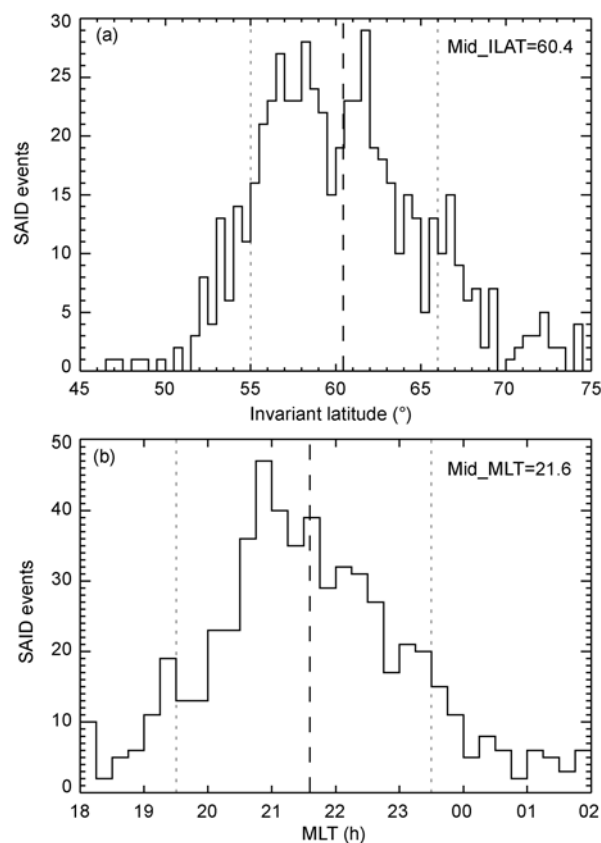 (a)
Mid_ILAT=60.4
SAID events
30
25
20
15
10
5
0
45 50 55 60 65 70 75
Invariant latitude (°)
(b)
Mid_MLT=21.6
SAID events
50
40
30
20
10
0
18 19 20 21 22 23 00 01 02
MLT (h)